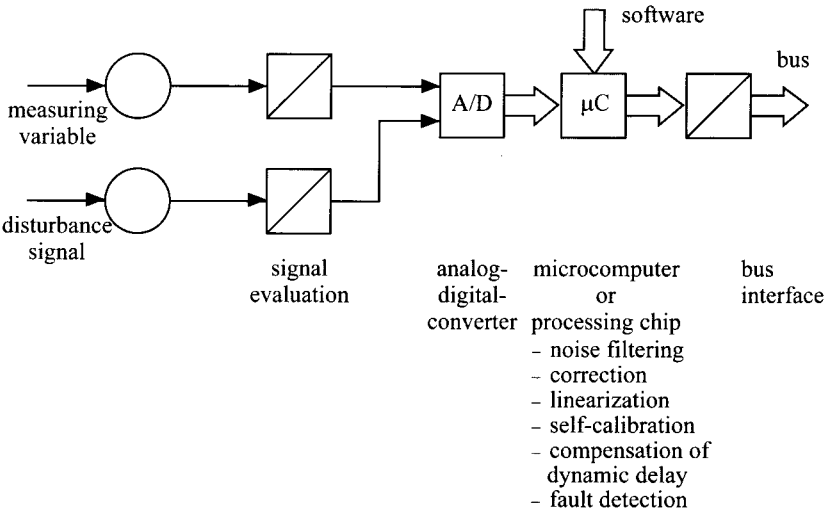 software
bus
measuring
variable
A/D
μC
disturbance
signal
signal
evaluation
analog-
digital-
converter
microcomputer
or
processing chip
– noise filtering
– correction
– linearization
– self-calibration
– compensation of
dynamic delay
– fault detection
bus
interface